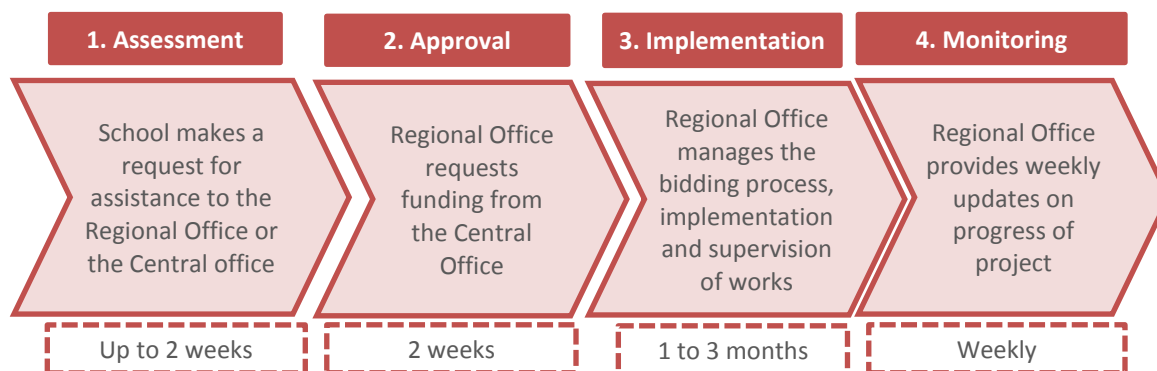 1. Assessment
School makes a
request for
assistance to the
Regional Office or
the Central office
Up to 2 weeks
2. Approval
Regional Office
requests
funding from
the Central
Office
2 weeks
3. Implementation
Regional Office
manages the
bidding process,
implementation
and supervision
of works
1 to 3 months
4. Monitoring
Regional Office
provides weekly
updates on
progress of
project
Weekly